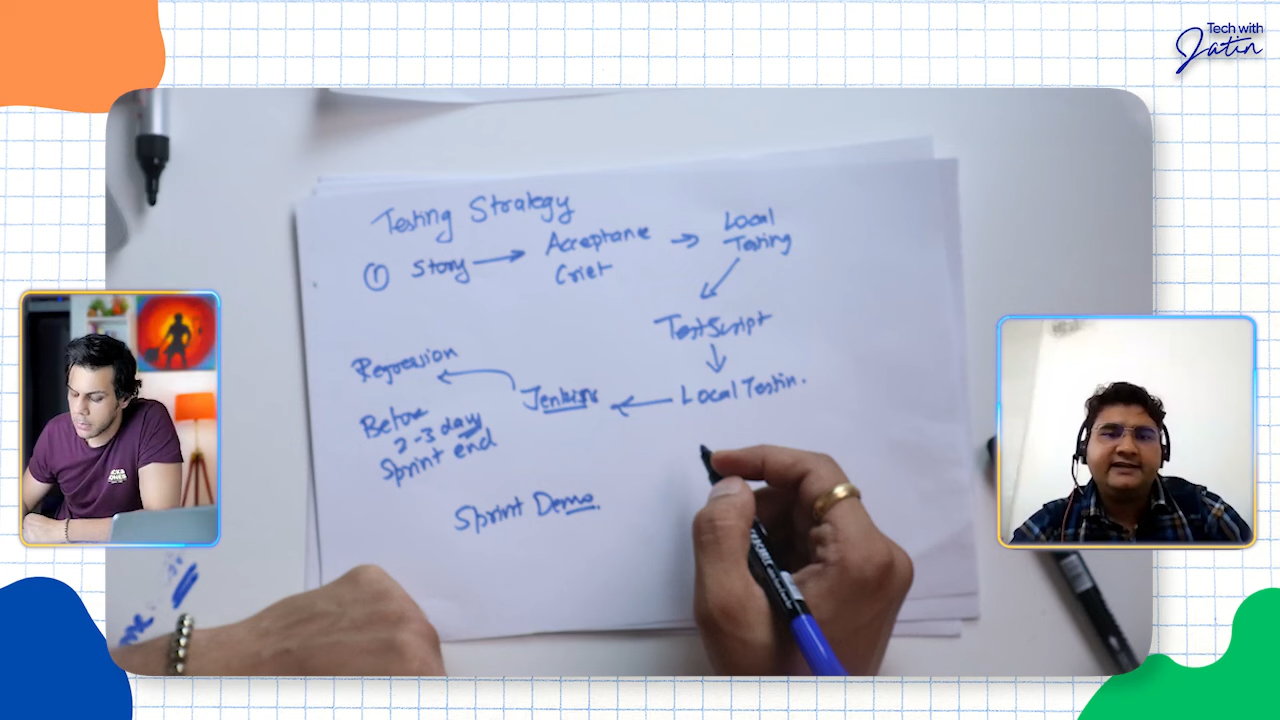 Tech with
Jatin
Testing Strategy
① Story → Acceptance → Local
Criet Testing
TestScript
Regression
Jenkins ← Local Testin.
Before
2-3 days
Sprint end
Sprint Demo.